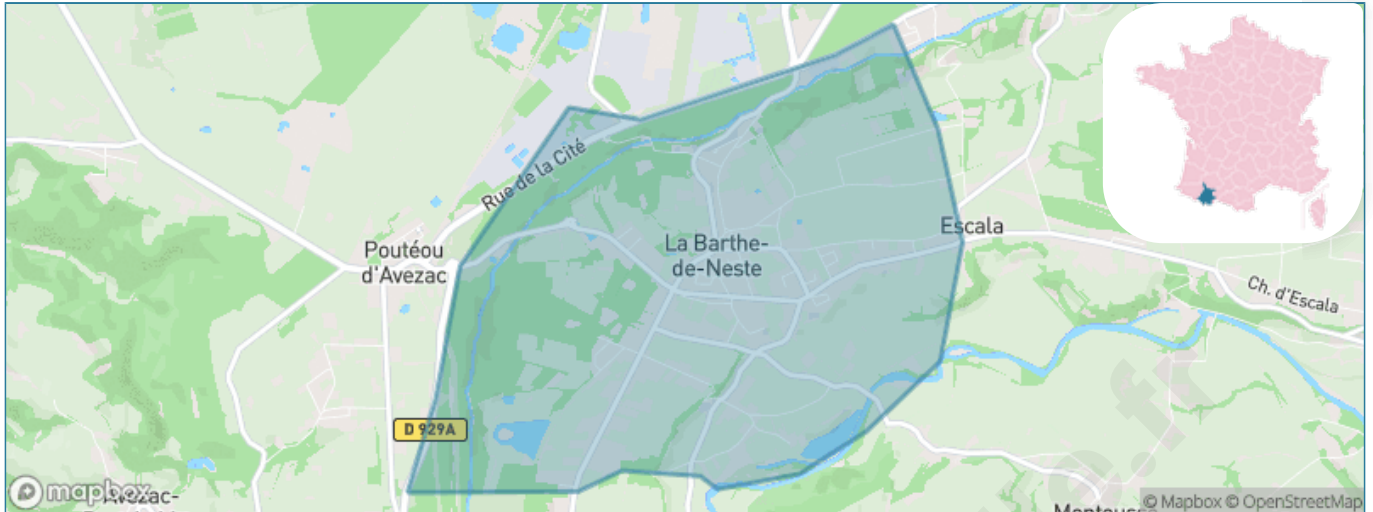 Rue de la Cité
Poutéou
d'Avezac
La Barthe-
de-Neste
Escala
Ch. d'Escala
D 929A
mapbox
Avezac-
© Mapbox © OpenStreetMap